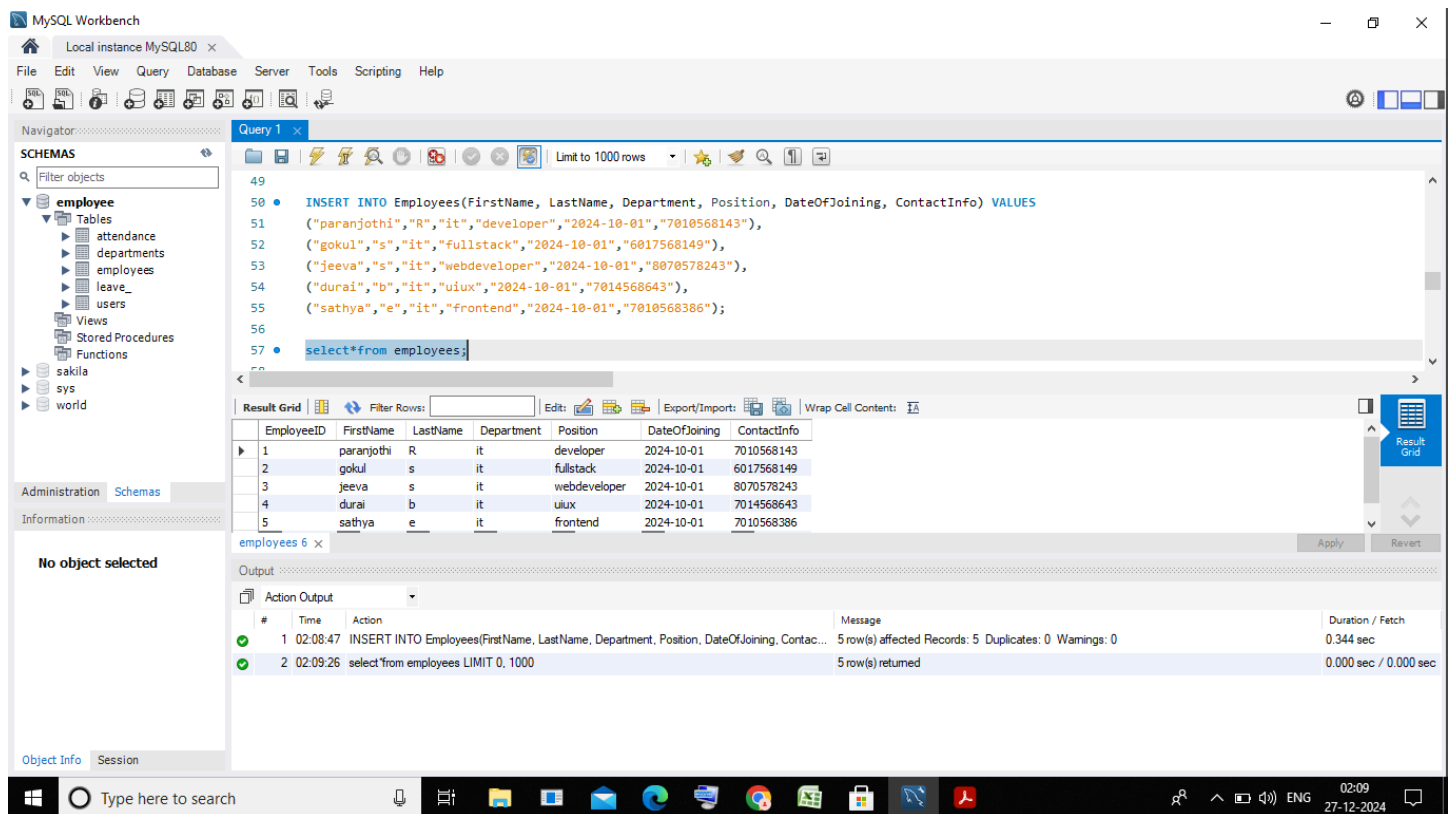 MySQL Workbench
Local instance MySQL80
File Edit View Query Database Server Tools Scripting Help
Navigator
Query 1
SCHEMAS
Limit to 1000 rows
Filter objects
employee
Tables
attendance
departments
employees
leave_
users
Views
Stored Procedures
Functions
sakila
sys
world
49
50 INSERT INTO Employees(FirstName, LastName, Department, Position, DateOfJoining, ContactInfo) VALUES
51 ("paranjothi","R","it","developer","2024-10-01","7010568143"),
52 ("gokul","s","it","fullstack","2024-10-01","6017568149"),
53 ("jeeva","s","it","webdeveloper","2024-10-01","8070578243"),
54 ("durai","b","it","uiux","2024-10-01","7014568643"),
55 ("sathya","e","it","frontend","2024-10-01","7010568386");
56
57 select*from employees;
Result Grid Filter Rows: Edit: Export/Import: Wrap Cell Content:
EmployeeID FirstName LastName Department Position DateOfJoining ContactInfo
1 paranjothi R it developer 2024-10-01 7010568143
2 gokul s it fullstack 2024-10-01 6017568149
3 jeeva s it webdeveloper 2024-10-01 8070578243
4 durai b it uiux 2024-10-01 7014568643
5 sathya e it frontend 2024-10-01 7010568386
Result
Grid
Administration Schemas
Information
No object selected
employees 6
Apply Revert
Output
Action Output
# Time Action Message Duration / Fetch
1 02:08:47 INSERT INTO Employees(FirstName, LastName, Department, Position, DateOfJoining, Contac... 5 row(s) affected Records: 5 Duplicates: 0 Warnings: 0 0.344 sec
2 02:09:26 select*from employees LIMIT 0, 1000 5 row(s) returned 0.000 sec / 0.000 sec
Object Info Session
Type here to search
ENG
02:09
27-12-2024